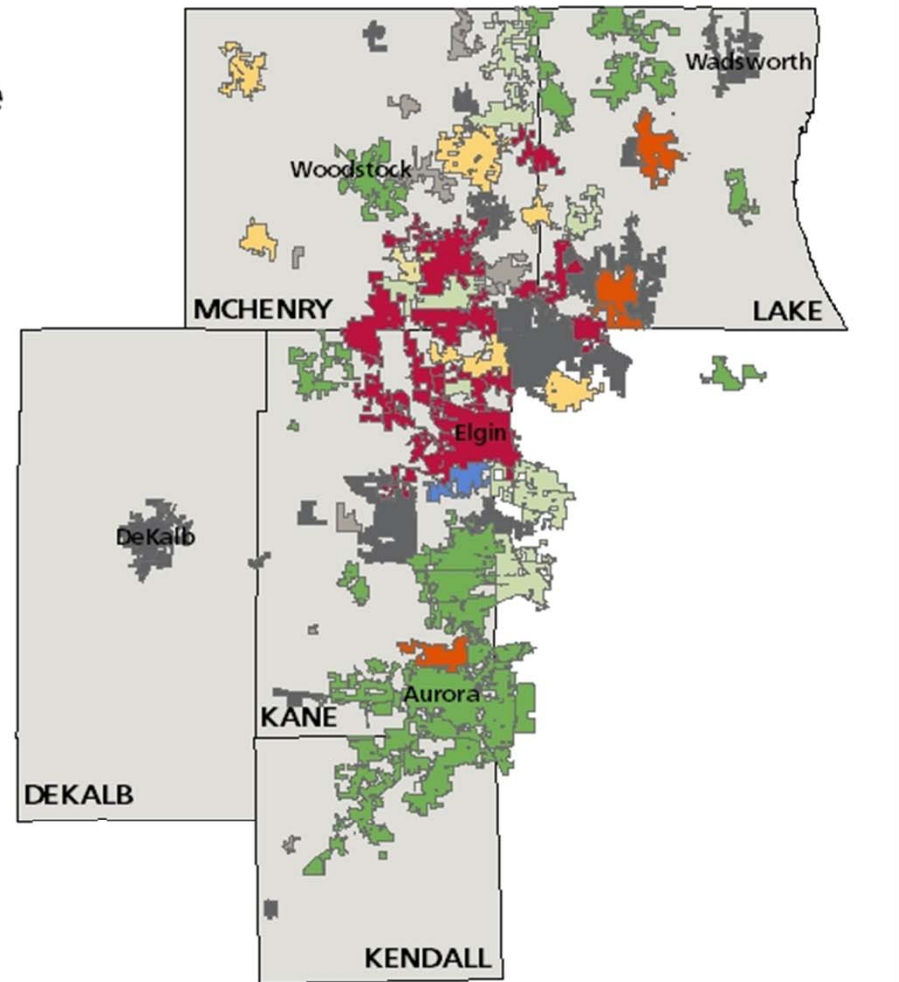 Wadsworth
Woodstock
MCHENRY
LAKE
Elgin
DeKalb
Aurora
KANE
DEKALB
KENDALL